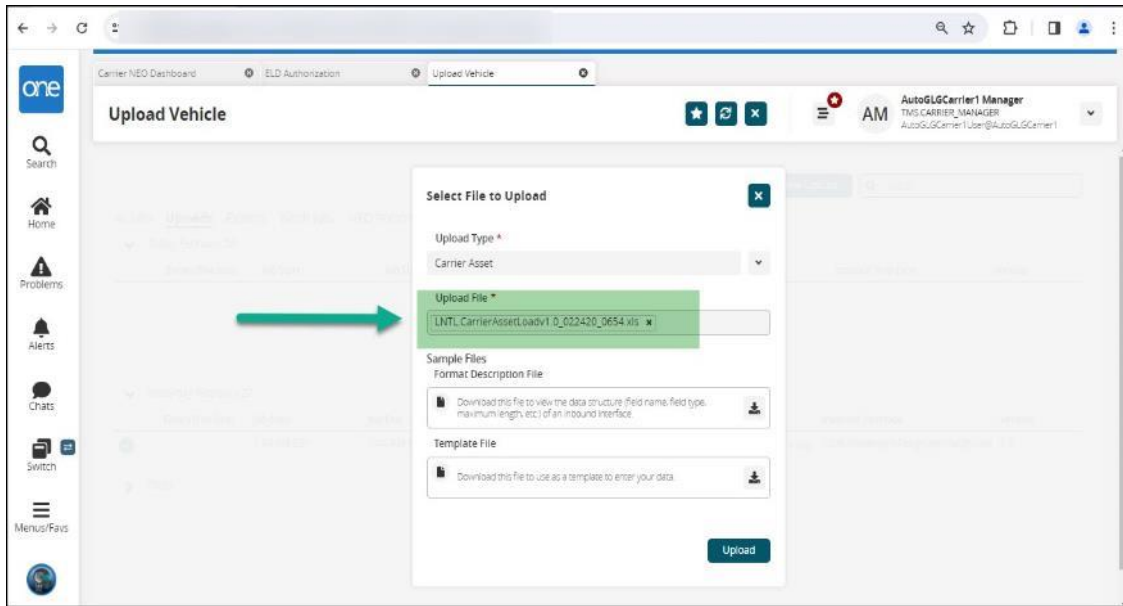 Carrier NEO Dashboard
ELD Authorization
Upload Vehicle
one
Upload Vehicle
AM
AutoGLGCarrier1 Manager
TMS.CARRIER_MANAGER
AutoGLGCarrier1User@AutoGLGCarrier1
Search
Home
Problems
Alerts
Chats
Switch
Menus/Favs
Select File to Upload
Upload Type *
Carrier Asset
Upload File *
LNTL.CarrierAssetLoadv1.0_022420_0654.xls
Sample Files
Format Description File
Download this file to view the data structure (field name, field type, maximum length, etc.) of an inbound interface.
Template File
Download this file to use as a template to enter your data.
Upload